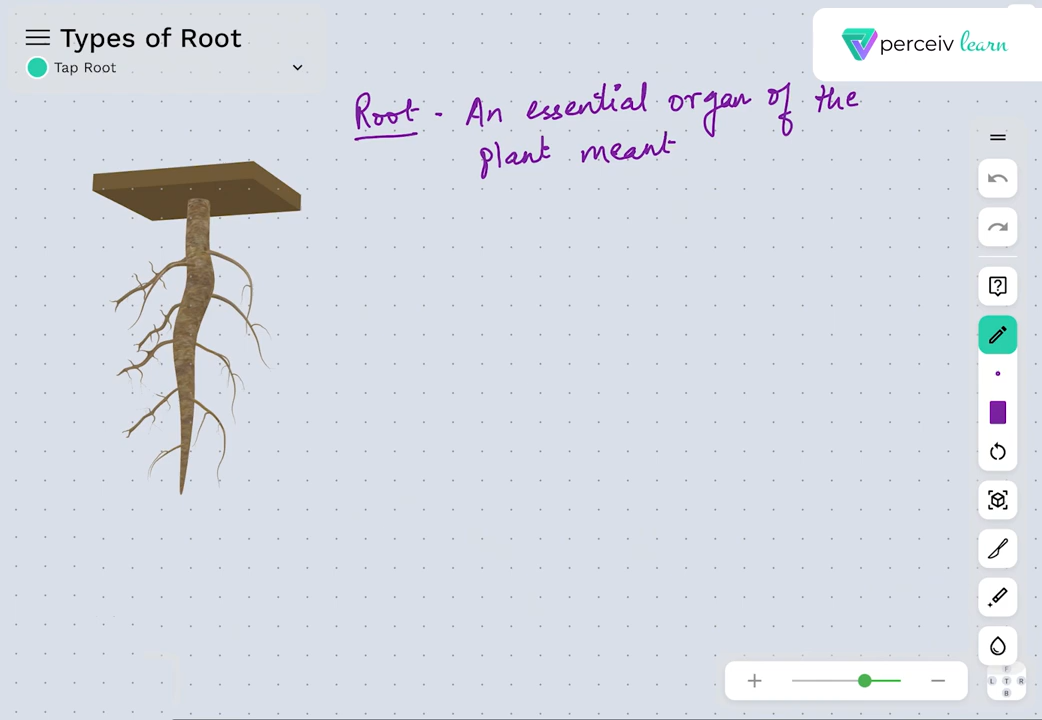 Types of Root
Tap Root
perceiv learn
Root - An essential organ of the
plant meant
F
L T R
B